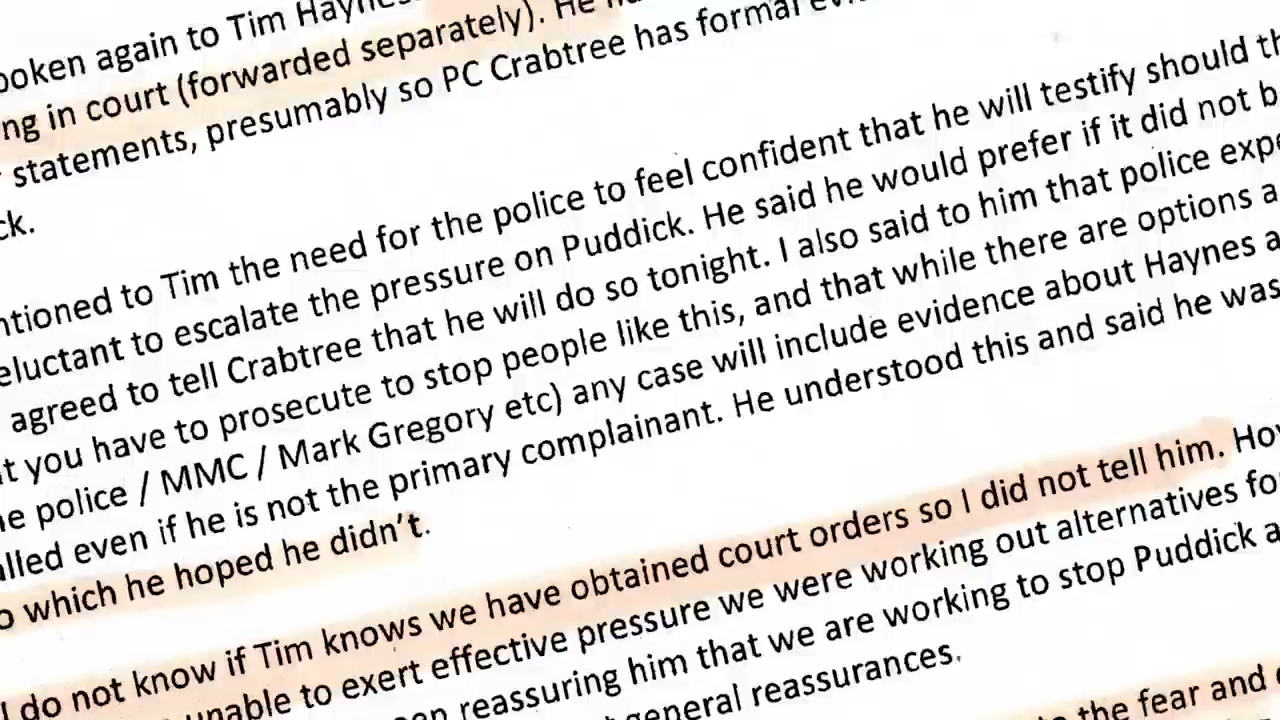 spoken again to Tim Haynes
ng in court (forwarded separately). He
statements, presumably so PC Crabtree has formal
ck.
ntioned to Tim the need for the police to feel confident that he will testify should th
eluctant to escalate the pressure on Puddick. He said he would prefer if it did not b
agreed to tell Crabtree that he will do so tonight. I also said to him that police expe
t you have to prosecute to stop people like this, and that while there are options a
e police / MMC / Mark Gregory etc) any case will include evidence about Haynes a
alled even if he is not the primary complainant. He understood this and said he was
o which he hoped he didn't.
I do not know if Tim knows we have obtained court orders so I did not tell him. How
unable to exert effective pressure we were working out alternatives fo
en reassuring him that we are working to stop Puddick a
general reassurances.
the fear and